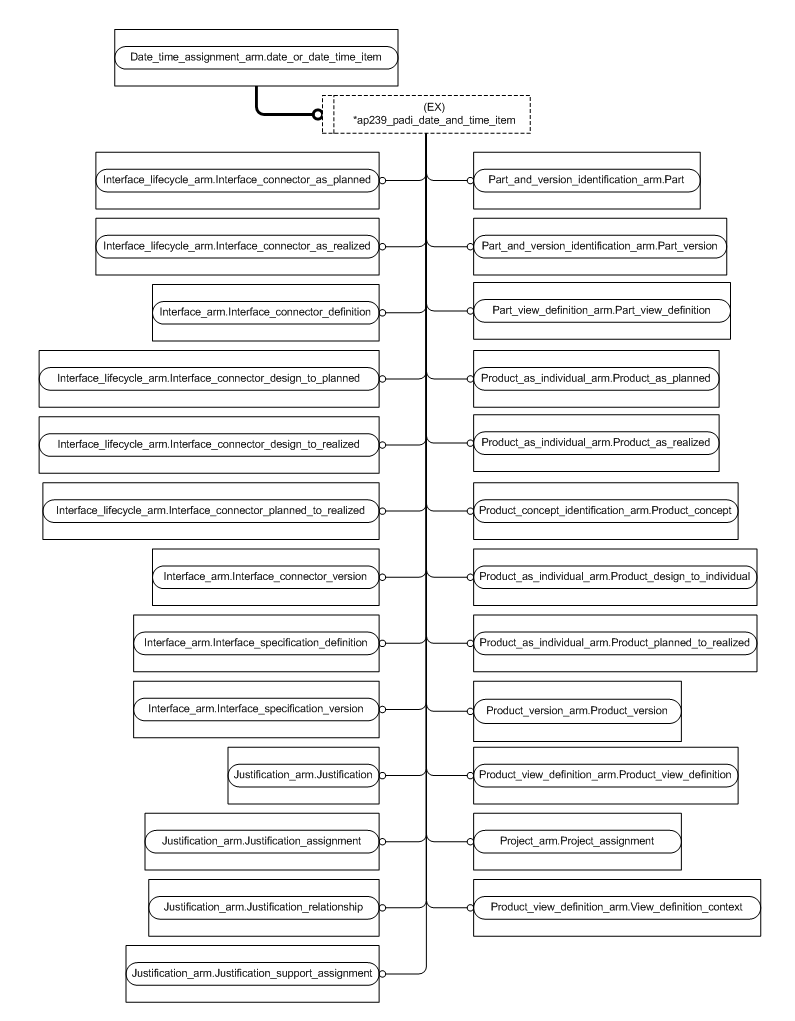 Date_time_assignment_arm.date_or_date_time_item
(EX)
*ap239_padi_date_and_time_item
Interface_lifecycle_arm.Interface_connector_as_planned
Part_and_version_identification_arm.Part
Interface_lifecycle_arm.Interface_connector_as_realized
Part_and_version_identification_arm.Part_version
Interface_arm.Interface_connector_definition
Part_view_definition_arm.Part_view_definition
Interface_lifecycle_arm.Interface_connector_design_to_planned
Product_as_individual_arm.Product_as_planned
Interface_lifecycle_arm.Interface_connector_design_to_realized
Product_as_individual_arm.Product_as_realized
Interface_lifecycle_arm.Interface_connector_planned_to_realized
Product_concept_identification_arm.Product_concept
Interface_arm.Interface_connector_version
Product_as_individual_arm.Product_design_to_individual
Interface_arm.Interface_specification_definition
Product_as_individual_arm.Product_planned_to_realized
Interface_arm.Interface_specification_version
Product_version_arm.Product_version
Justification_arm.Justification
Product_view_definition_arm.Product_view_definition
Justification_arm.Justification_assignment
Project_arm.Project_assignment
Justification_arm.Justification_relationship
Product_view_definition_arm.View_definition_context
Justification_arm.Justification_support_assignment